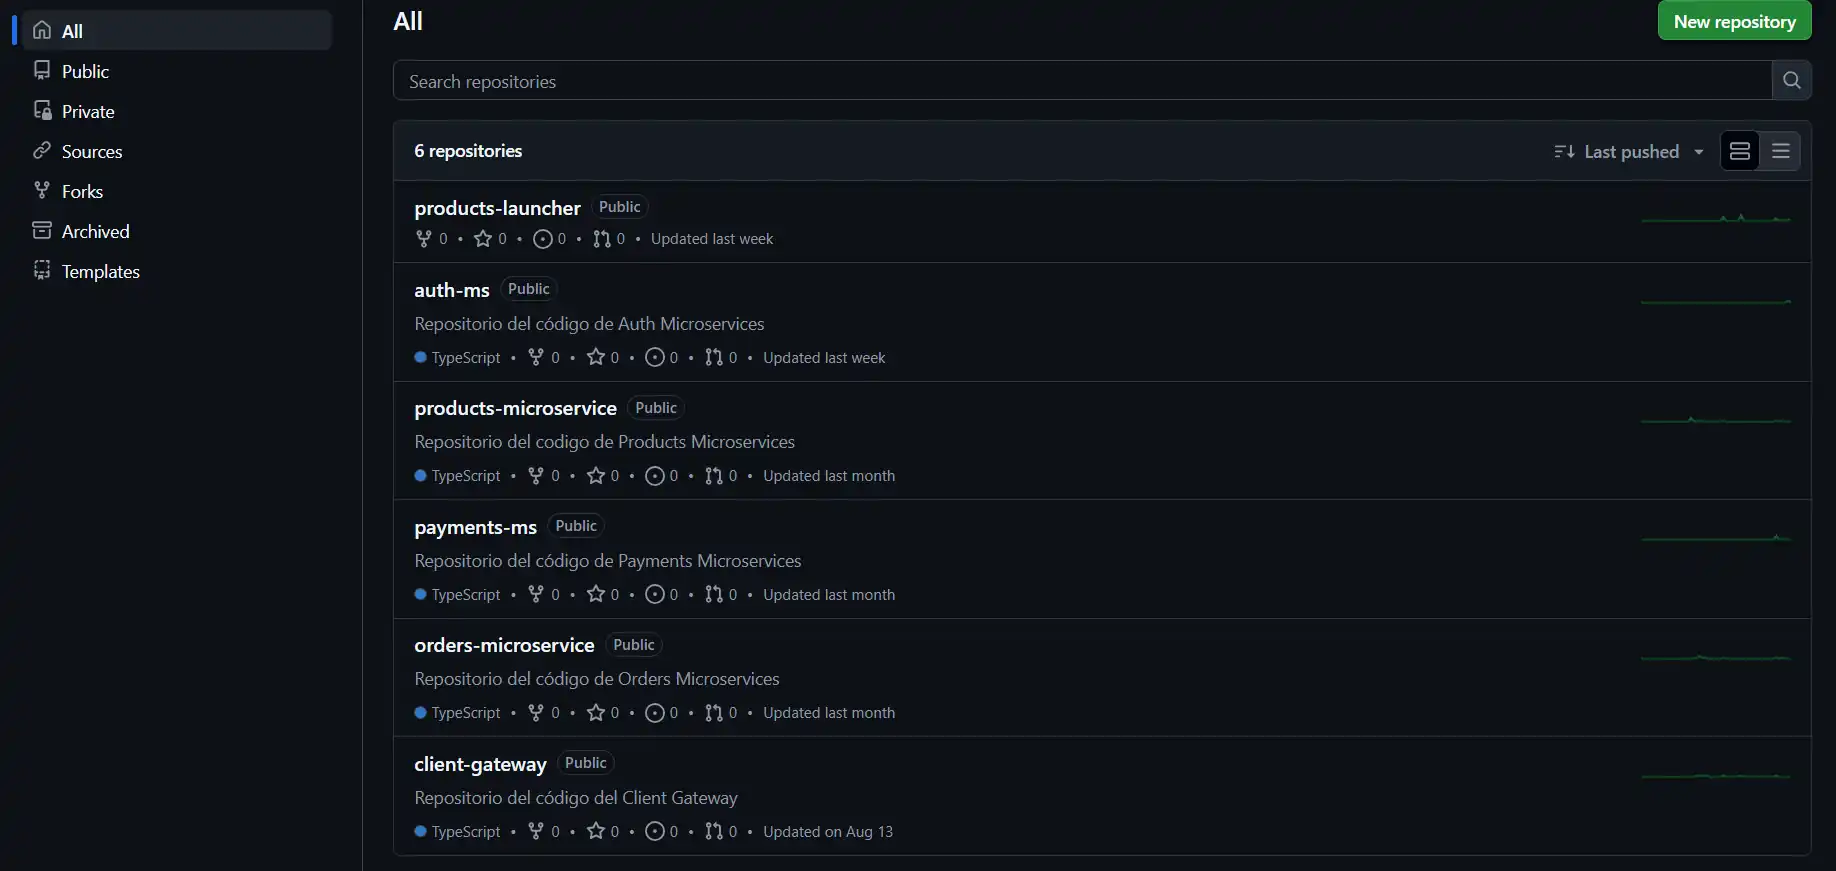 All
Public
Private
Sources
Forks
Archived
Templates
All
New repository
Search repositories
6 repositories
Last pushed
products-launcher Public
0 • 0 • 0 • 0 • Updated last week
auth-ms Public
Repositorio del código de Auth Microservices
TypeScript • 0 • 0 • 0 • 0 • Updated last week
products-microservice Public
Repositorio del codigo de Products Microservices
TypeScript • 0 • 0 • 0 • 0 • Updated last month
payments-ms Public
Repositorio del código de Payments Microservices
TypeScript • 0 • 0 • 0 • 0 • Updated last month
orders-microservice Public
Repositorio del código de Orders Microservices
TypeScript • 0 • 0 • 0 • 0 • Updated last month
client-gateway Public
Repositorio del código del Client Gateway
TypeScript • 0 • 0 • 0 • 0 • Updated on Aug 13